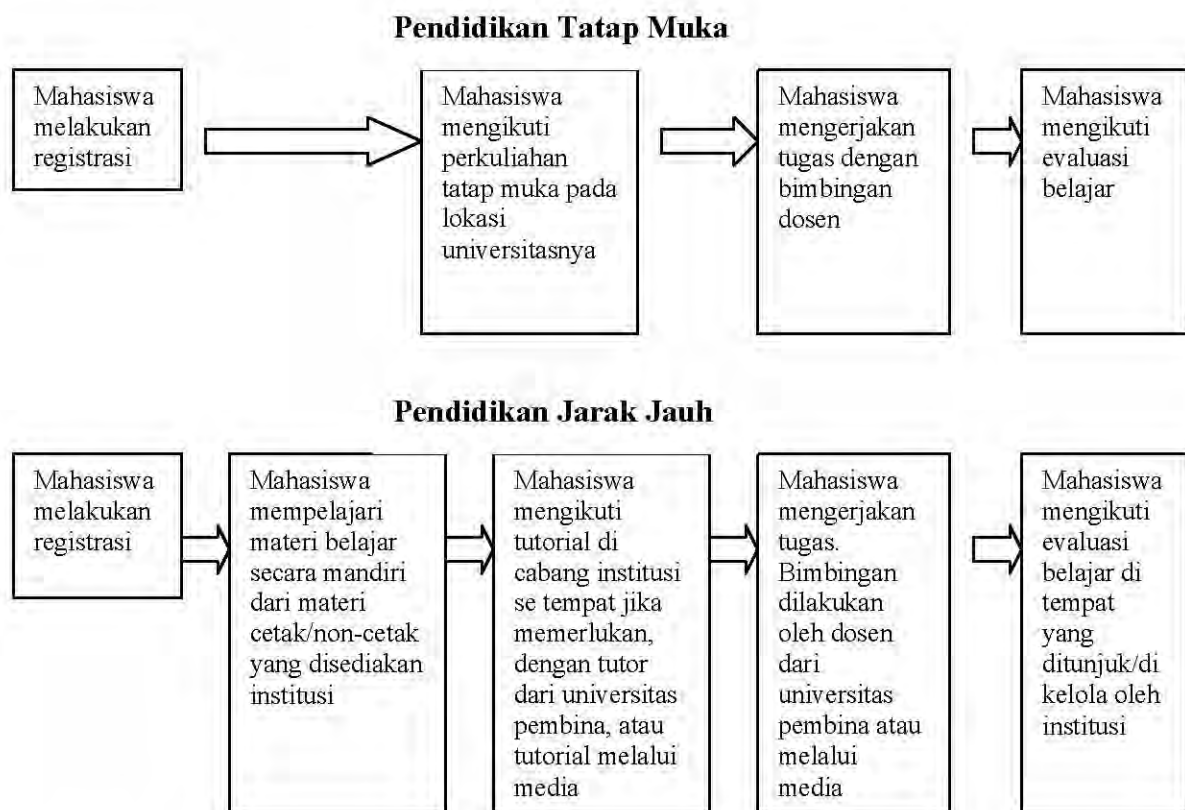 Pendidikan Tatap Muka
Mahasiswa
melakukan
registrasi
Mahasiswa
mengikuti
perkuliahan
tatap muka pada
lokasi
universitasnya
Mahasiswa
mengerjakan
tugas dengan
bimbingan
dosen
Mahasiswa
mengikuti
evaluasi
belajar
Pendidikan Jarak Jauh
Mahasiswa
melakukan
registrasi
Mahasiswa
mempelajari
materi belajar
secara mandiri
dari materi
cetak/non-cetak
yang disediakan
institusi
Mahasiswa
mengikuti
tutorial di
cabang institusi
se tempat jika
memerlukan,
dengan tutor
dari universitas
pembina, atau
tutorial melalui
media
Mahasiswa
mengerjakan
tugas.
Bimbingan
dilakukan
oleh dosen
dari
universitas
pembina atau
melalui
media
Mahasiswa
mengikuti
evaluasi
belajar di
tempat
yang
ditunjuk/di
kelola oleh
institusi